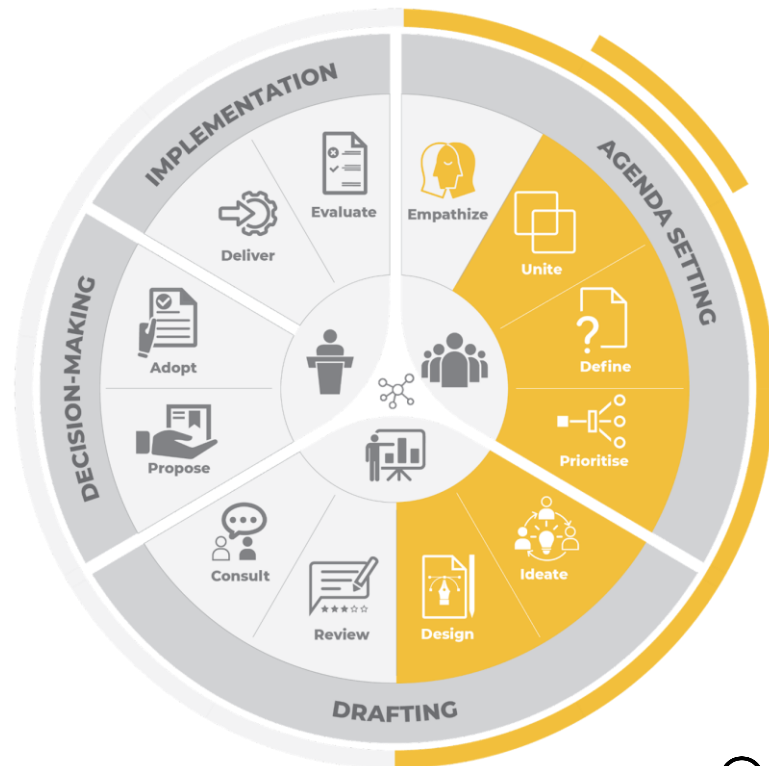 IMPLEMENTATION
AGENDA SETTING
Evaluate
Empathize
Deliver
Unite
DECISION-MAKING
Adopt
Define
?
Propose
Prioritise
Consult
Ideate
Review
Design
DRAFTING